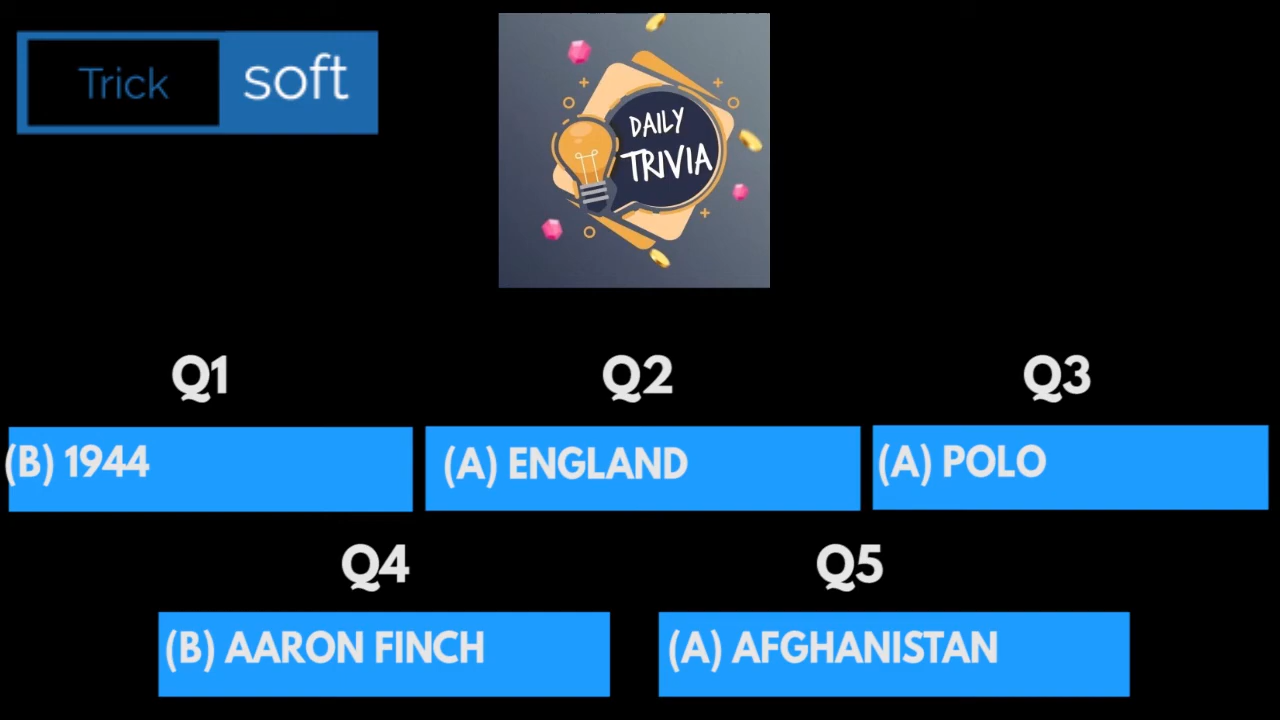 Trick soft
DAILY
TRIVIA
Q1
Q2
Q3
(B) 1944
(A) ENGLAND
(A) POLO
Q4
Q5
(B) AARON FINCH
(A) AFGHANISTAN